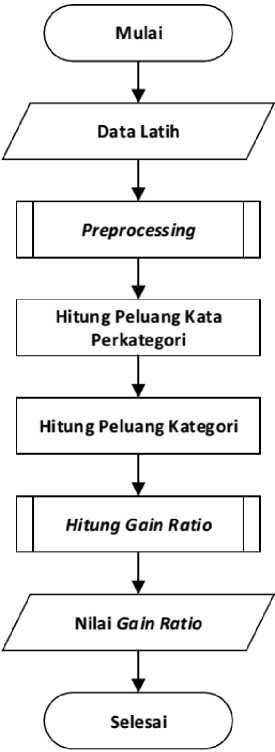 Mulai
Data Latih
Preprocessing
Hitung Peluang Kata
Perkategori
Hitung Peluang Kategori
Hitung Gain Ratio
Nilai Gain Ratio
Selesai